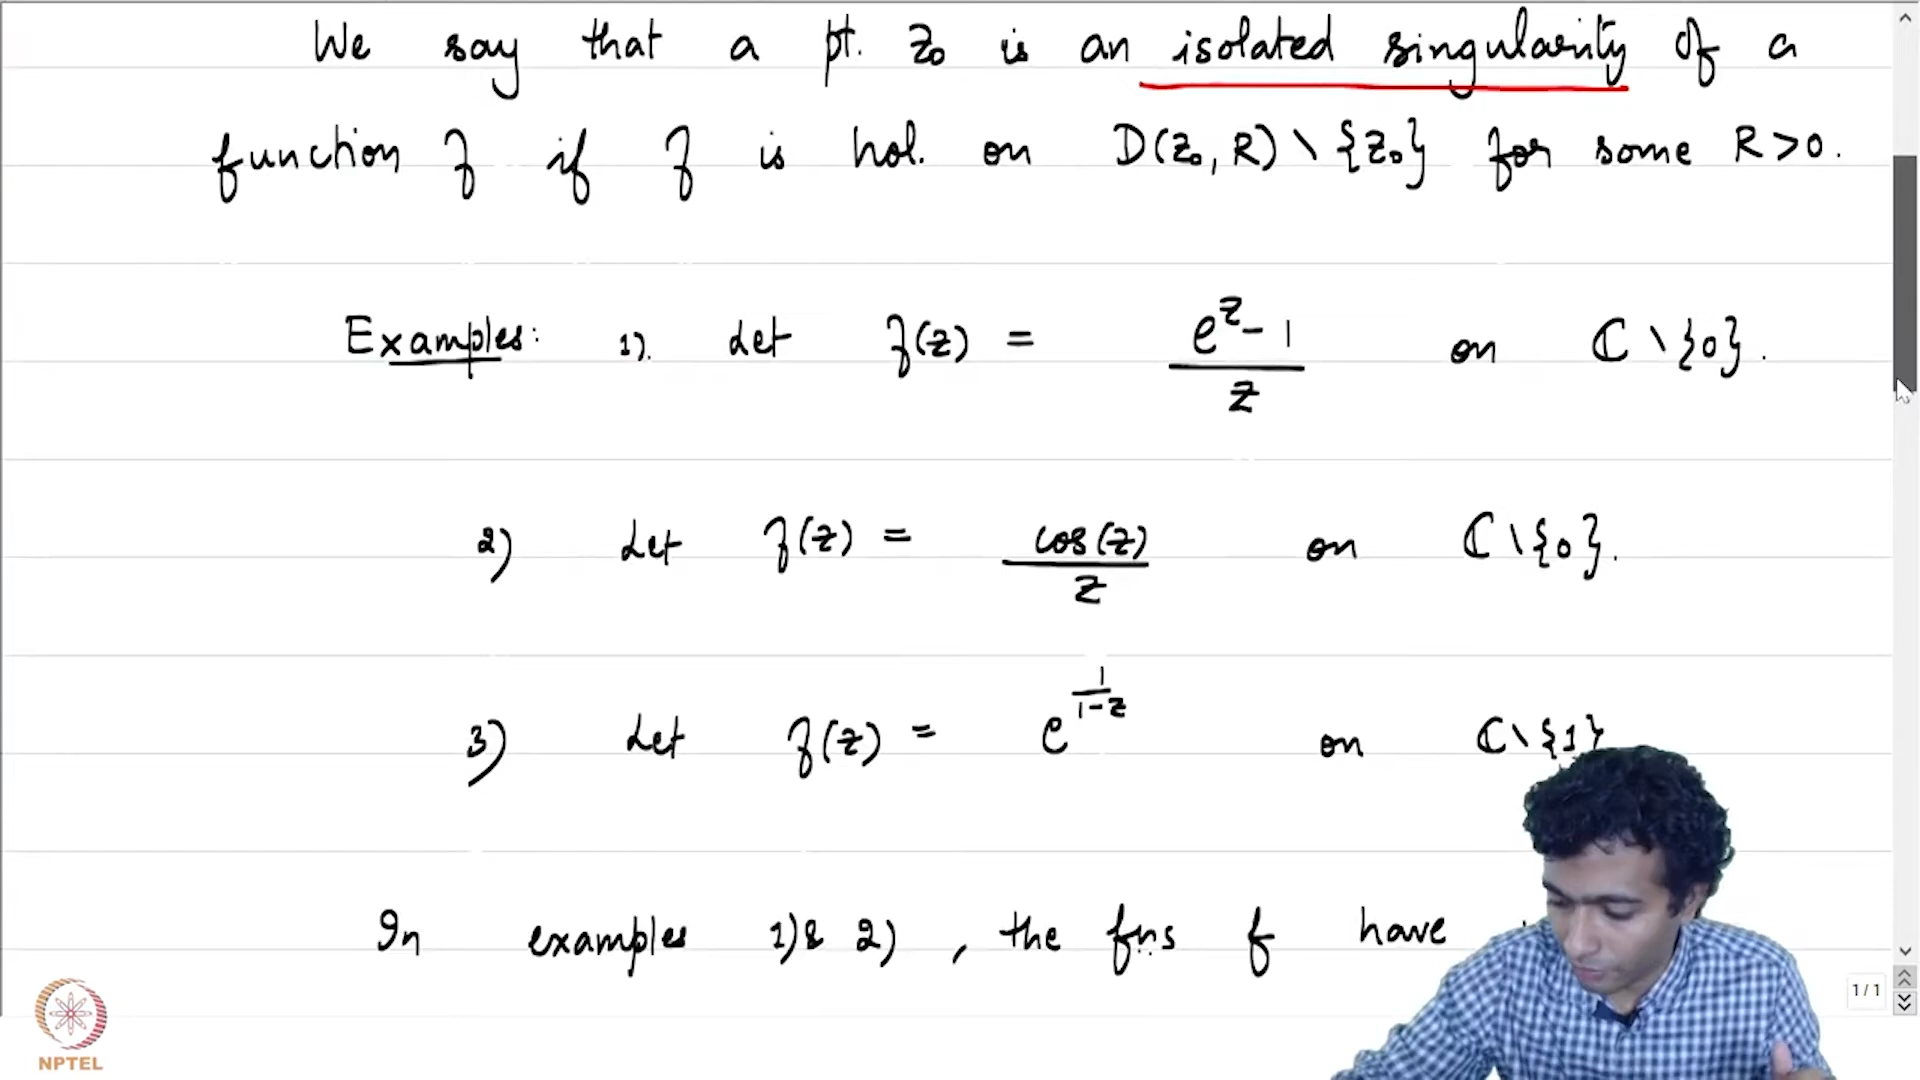 We say that a pt. z₀ is an isolated singularity of a
function f if f is hol. on D(z₀, R) \ {z₀} for some R>0.
Examples: 1). Let f(z) = (e^z - 1)/z on ℂ \ {0}.
2) Let f(z) = cos(z)/z on ℂ \ {0}.
3) Let f(z) = e^(1/(1-z)) on ℂ \ {1}
In examples 1) & 2) , the fns f have
1 / 1
NPTEL